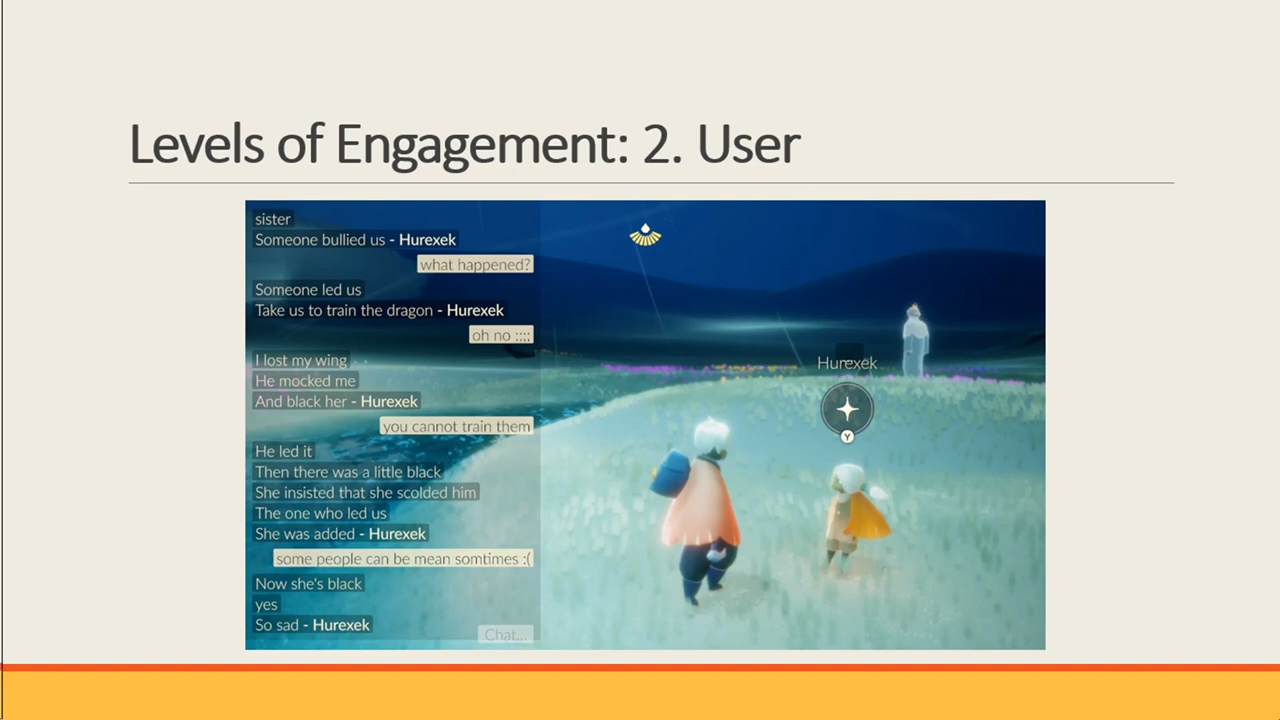 Levels of Engagement: 2. User
sister
Someone bullied us - Hurexek
what happened?
Someone led us
Take us to train the dragon - Hurexek
oh no ::::
I lost my wing
He mocked me
And black her - Hurexek
you cannot train them
He led it
Then there was a little black
She insisted that she scolded him
The one who led us
She was added - Hurexek
some people can be mean somtimes :(
Now she's black
yes
So sad - Hurexek
Chat...
Hurexek
Y